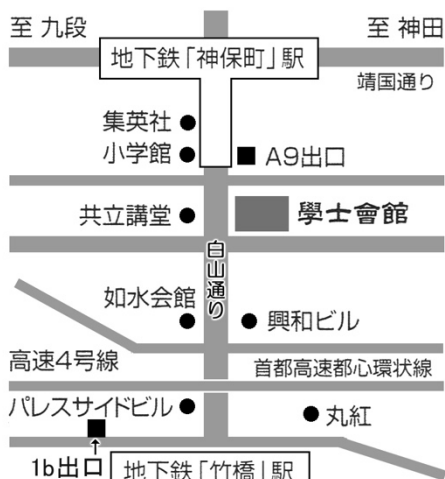 至 九段
至 神田
地下鉄「神保町」駅
靖国通り
集英社
小学館
A9出口
共立講堂
學士會館
白山通り
如水会館
興和ビル
高速4号線
首都高速都心環状線
パレスサイドビル
丸紅
1b出口
地下鉄「竹橋」駅